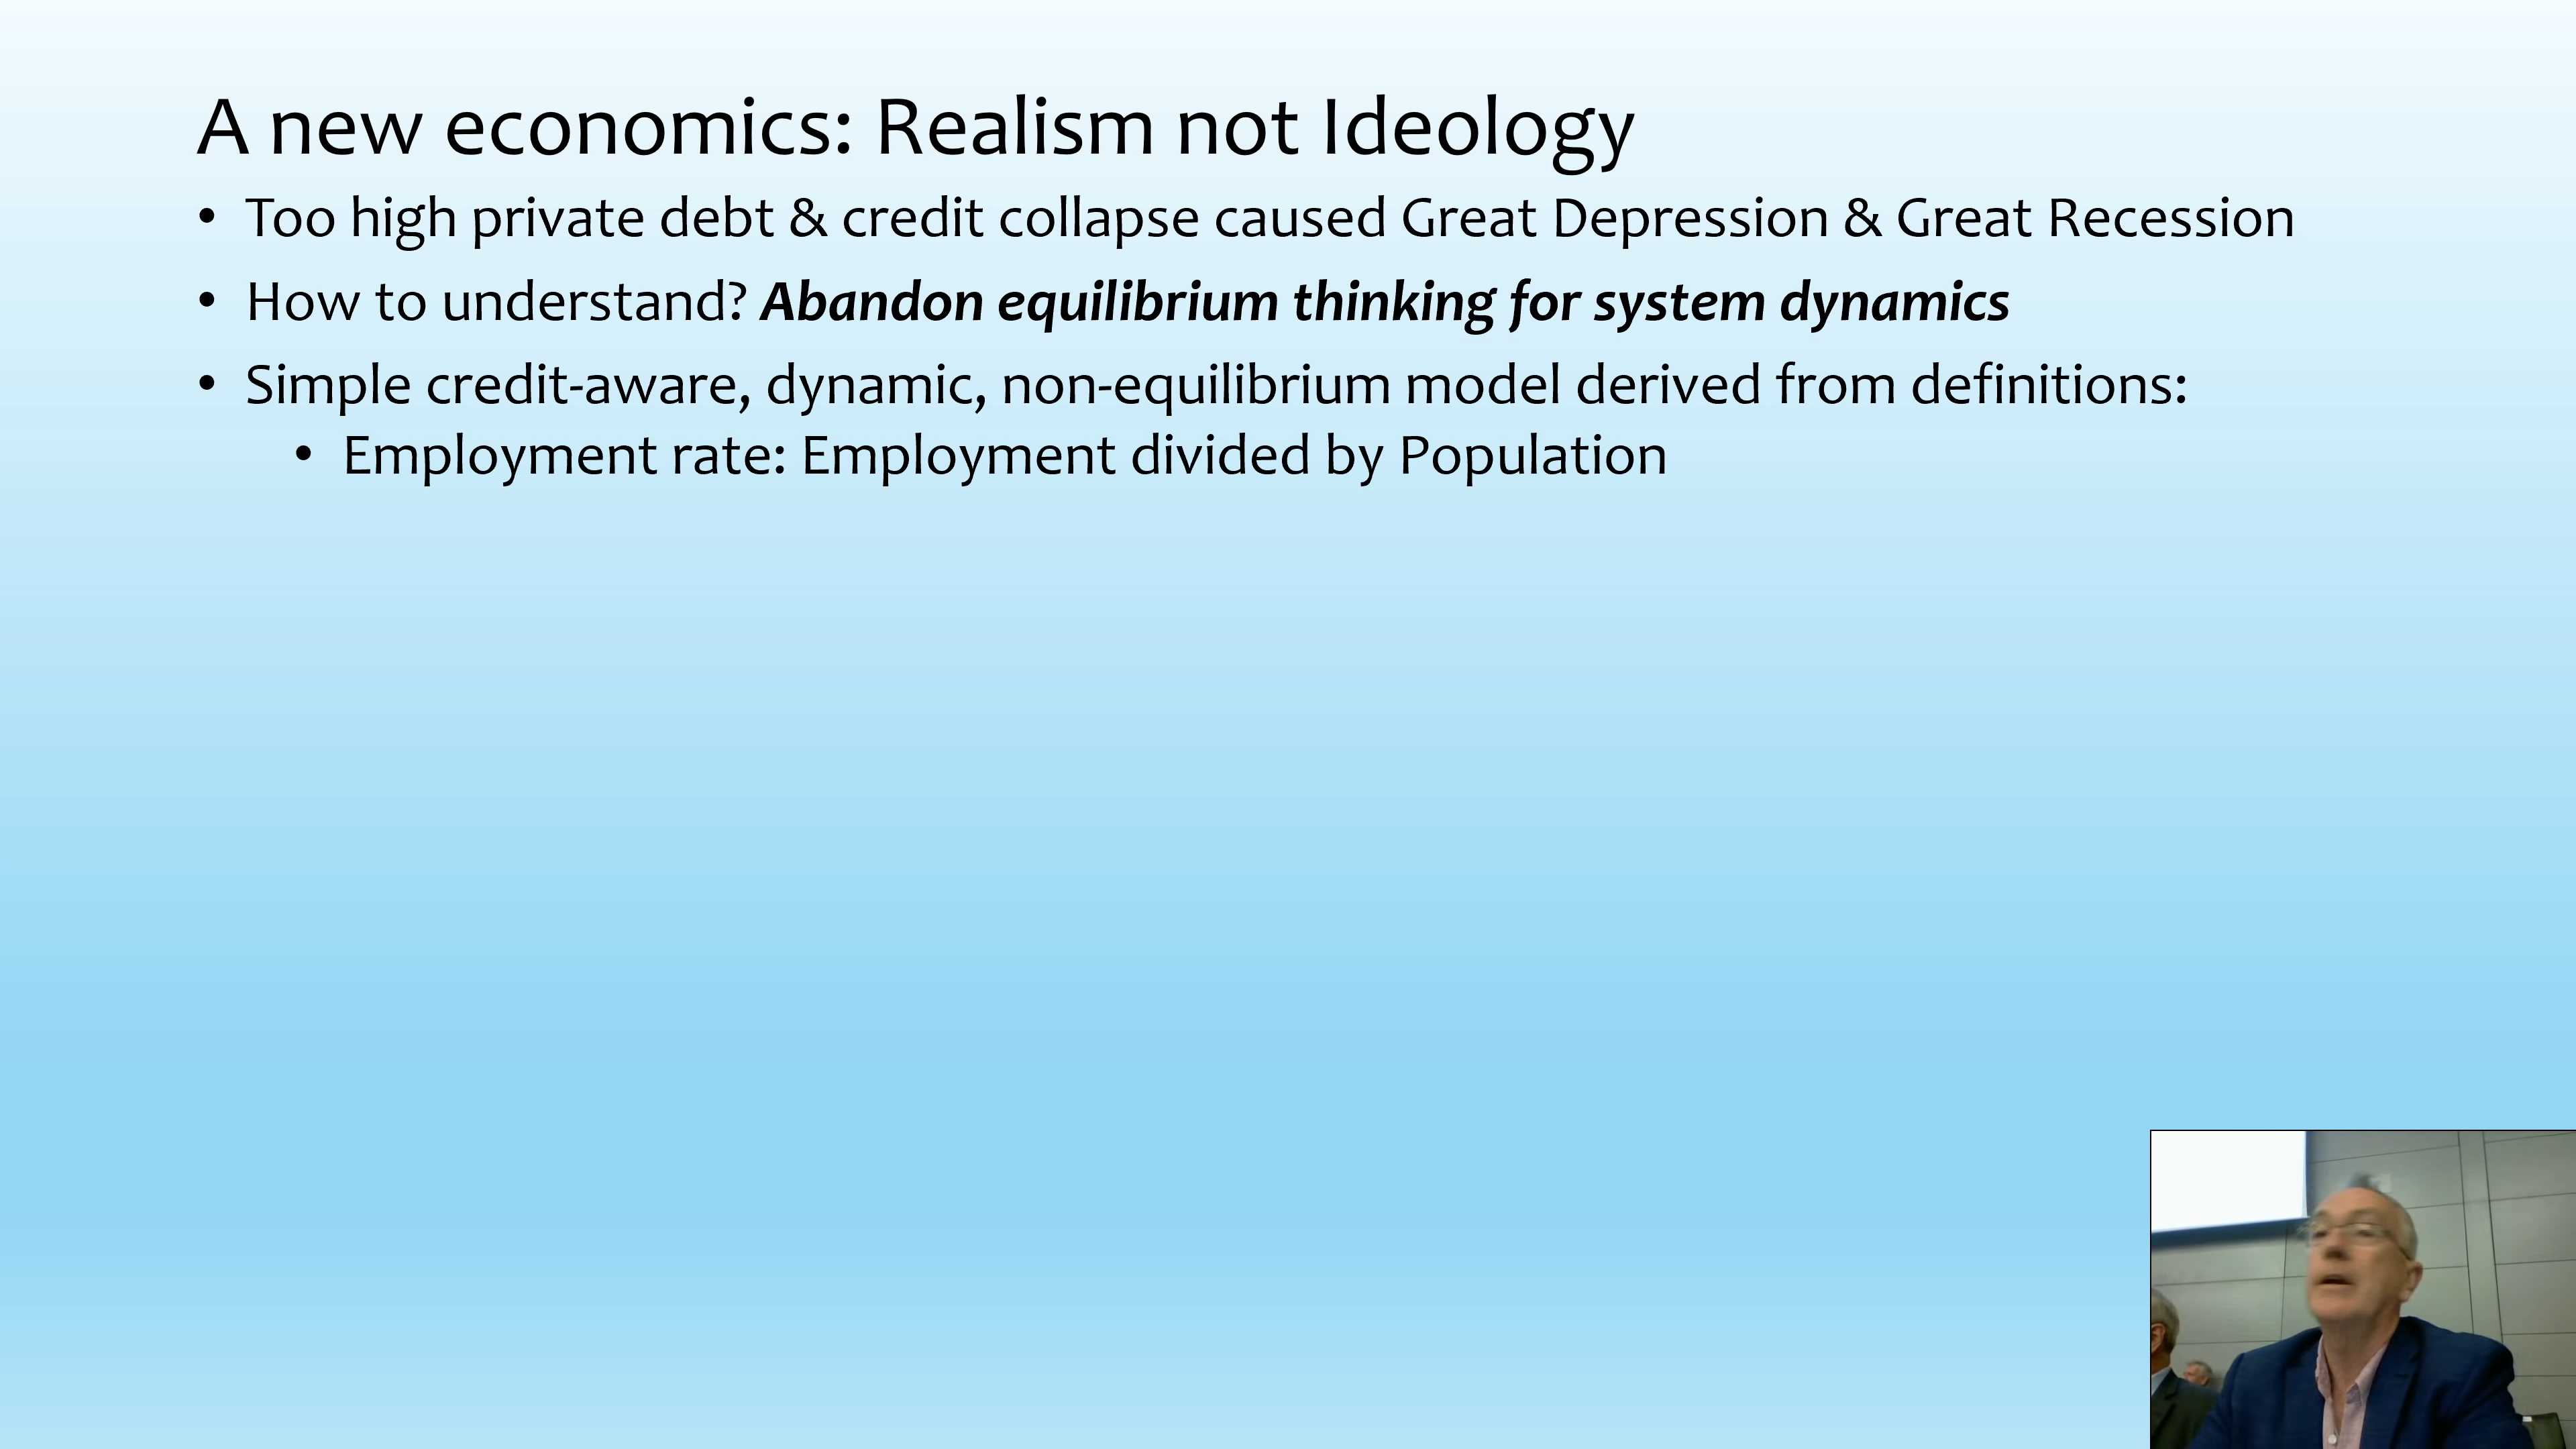 A new economics: Realism not Ideology
• Too high private debt & credit collapse caused Great Depression & Great Recession
• How to understand? Abandon equilibrium thinking for system dynamics
• Simple credit-aware, dynamic, non-equilibrium model derived from definitions:
• Employment rate: Employment divided by Population